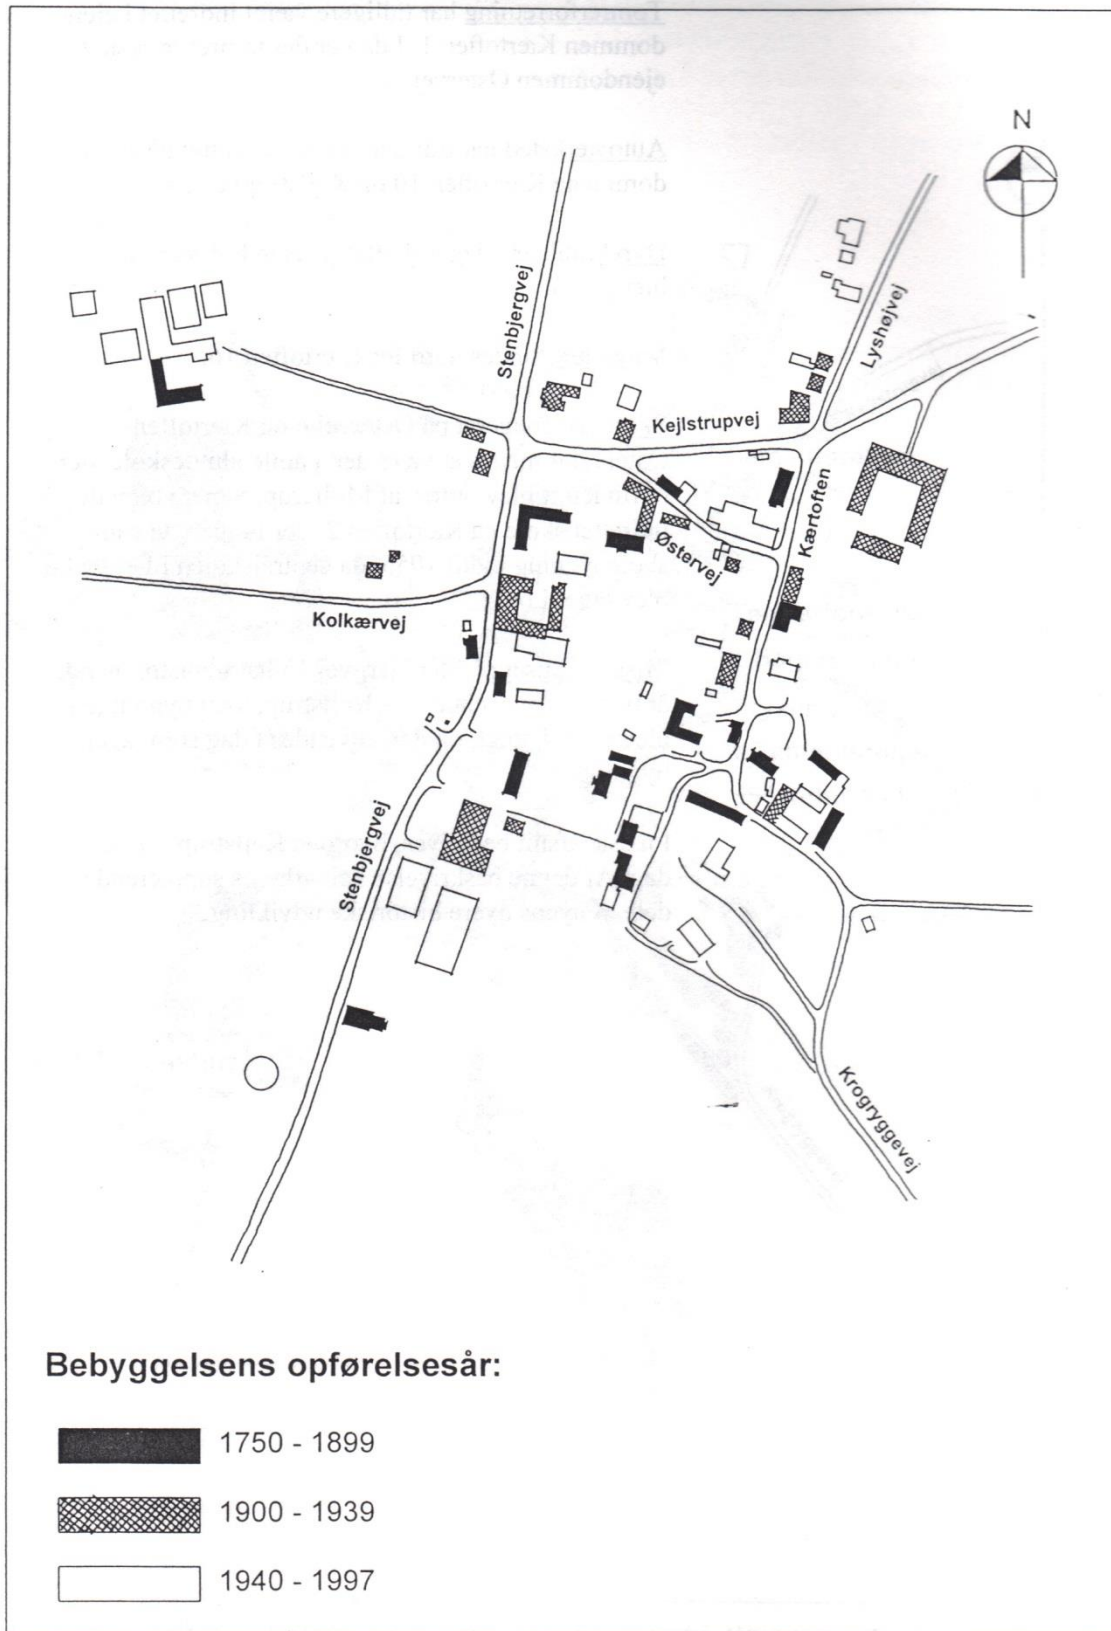 N
Stenbjergvej
Lyshøjvej
Kejlstrupvej
Kærtoften
Østervej
Kolkærvej
Stenbjergvej
Krogryggevej
Bebyggelsens opførelsesår:
1750 - 1899
1900 - 1939
1940 - 1997